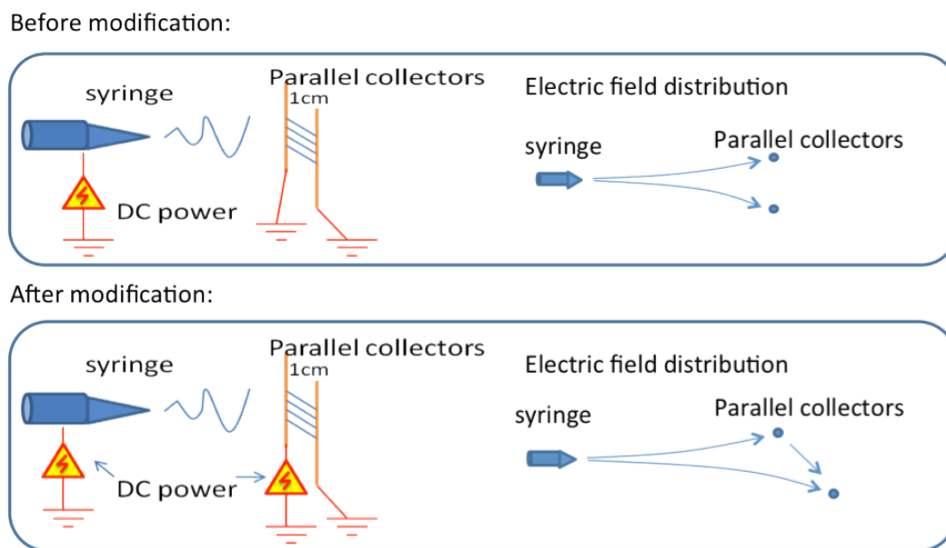 Before modification:
syringe
Parallel collectors
1cm
DC power
Electric field distribution
syringe
Parallel collectors
After modification:
syringe
Parallel collectors
1cm
DC power
Electric field distribution
syringe
Parallel collectors